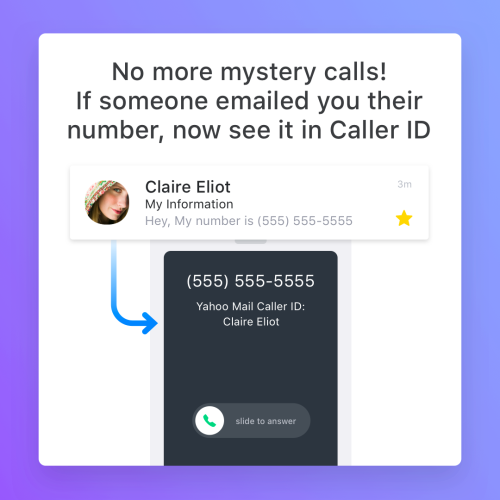 No more mystery calls!
If someone emailed you their
number, now see it in Caller ID
Claire Eliot
3m
My Information
Hey, My number is (555) 555-5555
(555) 555-5555
Yahoo Mail Caller ID:
Claire Eliot
slide to answer